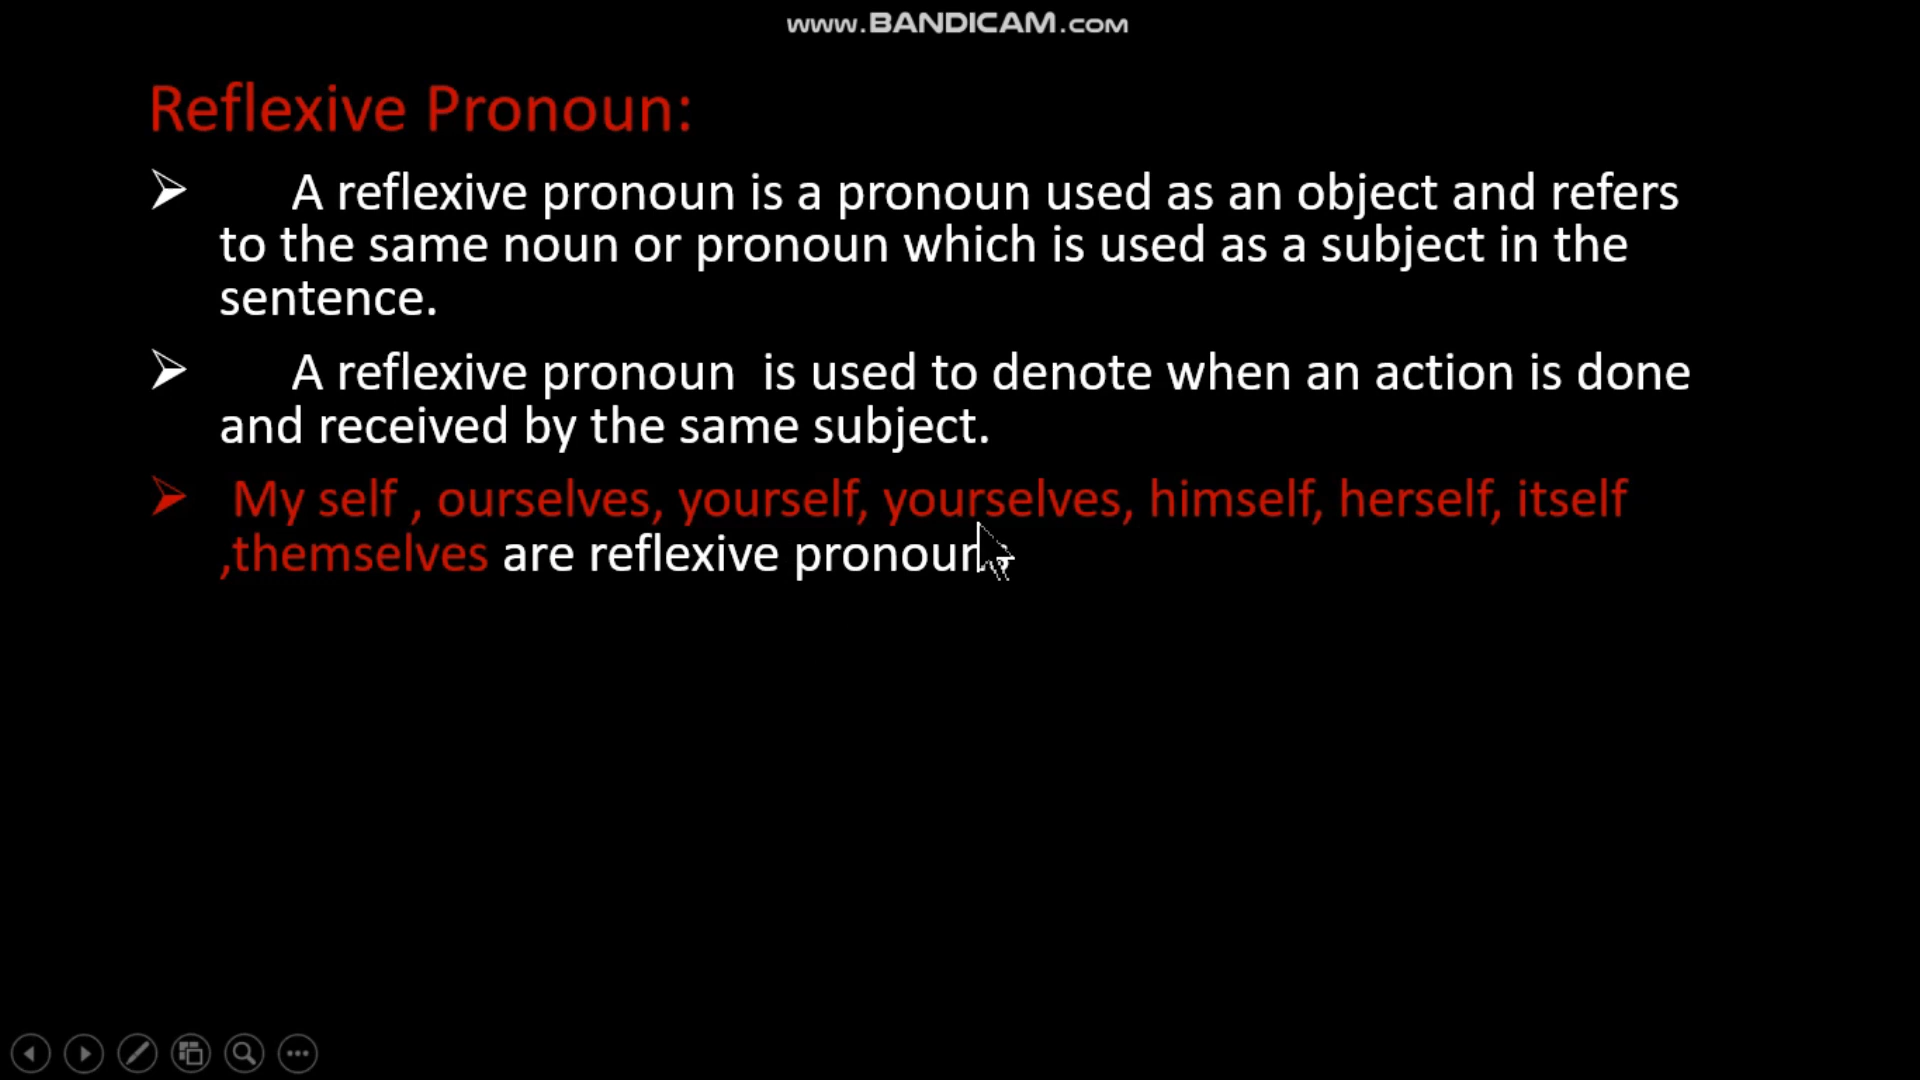 www.BANDICAM.com
Reflexive Pronoun:
➢ A reflexive pronoun is a pronoun used as an object and refers
to the same noun or pronoun which is used as a subject in the
sentence.
➢ A reflexive pronoun is used to denote when an action is done
and received by the same subject.
➢ My self , ourselves, yourself, yourselves, himself, herself, itself
,themselves are reflexive